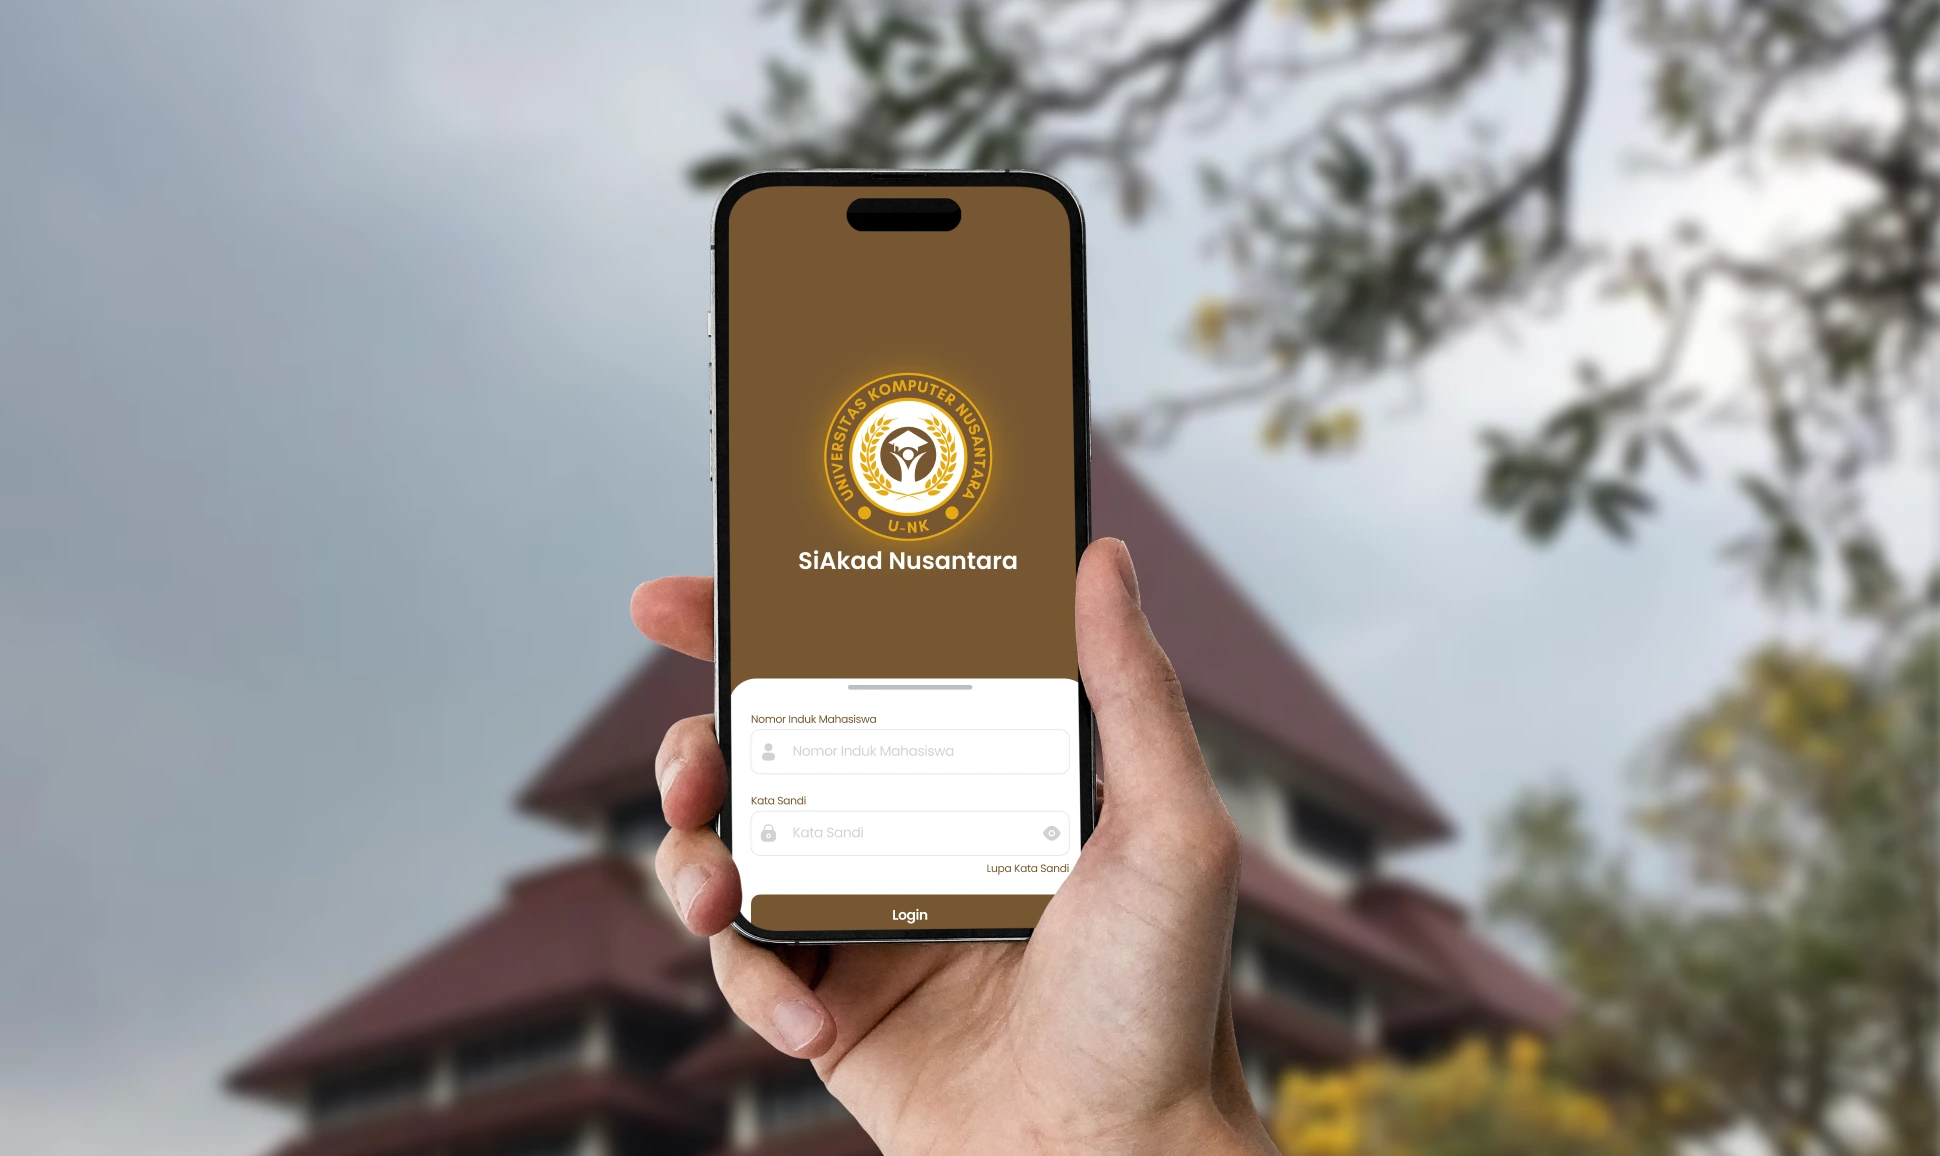 UNIVERSITAS KOMPUTER NUSANTARA
U-NK
SiAkad Nusantara
Nomor Induk Mahasiswa
Nomor Induk Mahasiswa
Kata Sandi
Kata Sandi
Lupa Kata Sandi
Login